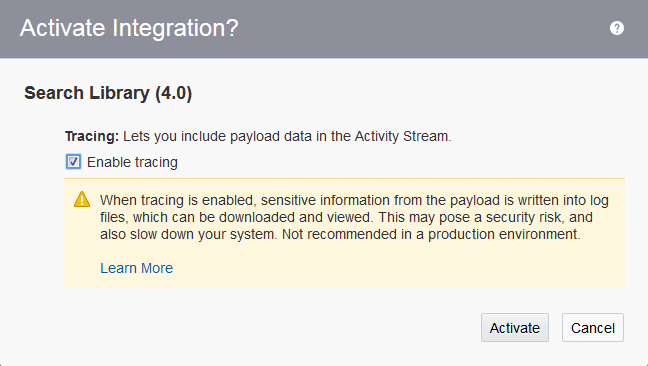 Activate Integration?
?
Search Library (4.0)
Tracing: Lets you include payload data in the Activity Stream.
Enable tracing
When tracing is enabled, sensitive information from the payload is written into log
files, which can be downloaded and viewed. This may pose a security risk, and
also slow down your system. Not recommended in a production environment.
Learn More
Activate
Cancel